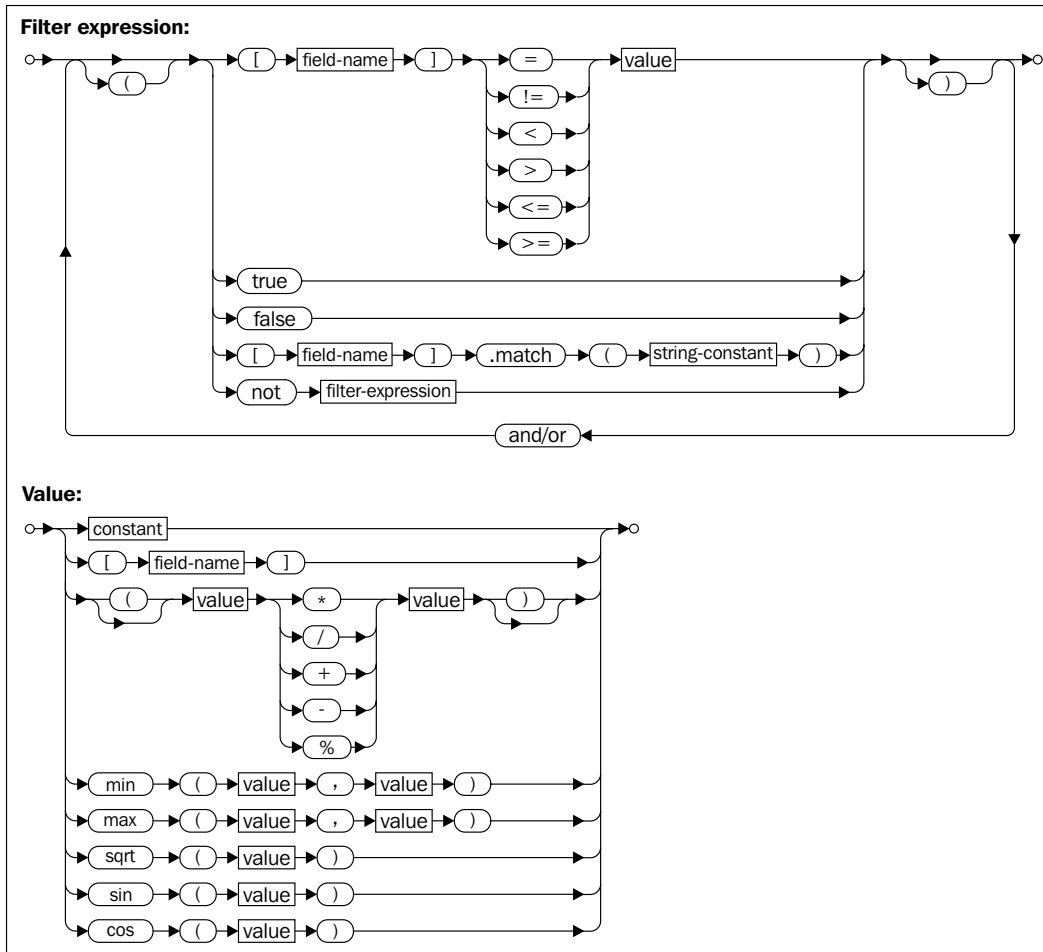 Filter expression:
( [ field-name ] = value )
!=
<
>
<=
>=
true
false
[ field-name ] .match ( string-constant )
not filter-expression
and/or
Value:
constant
[ field-name ]
( value * value )
/
+
-
%
min ( value , value )
max ( value , value )
sqrt ( value )
sin ( value )
cos ( value )